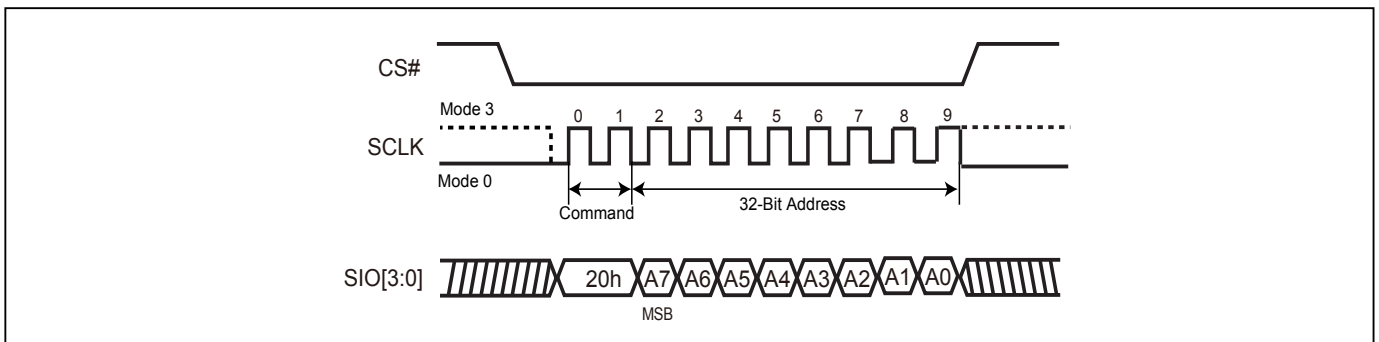 CS#
Mode 3
0 1 2 3 4 5 6 7 8 9
SCLK
Mode 0
Command
32-Bit Address
SIO[3:0]
20h A7 A6 A5 A4 A3 A2 A1 A0
MSB